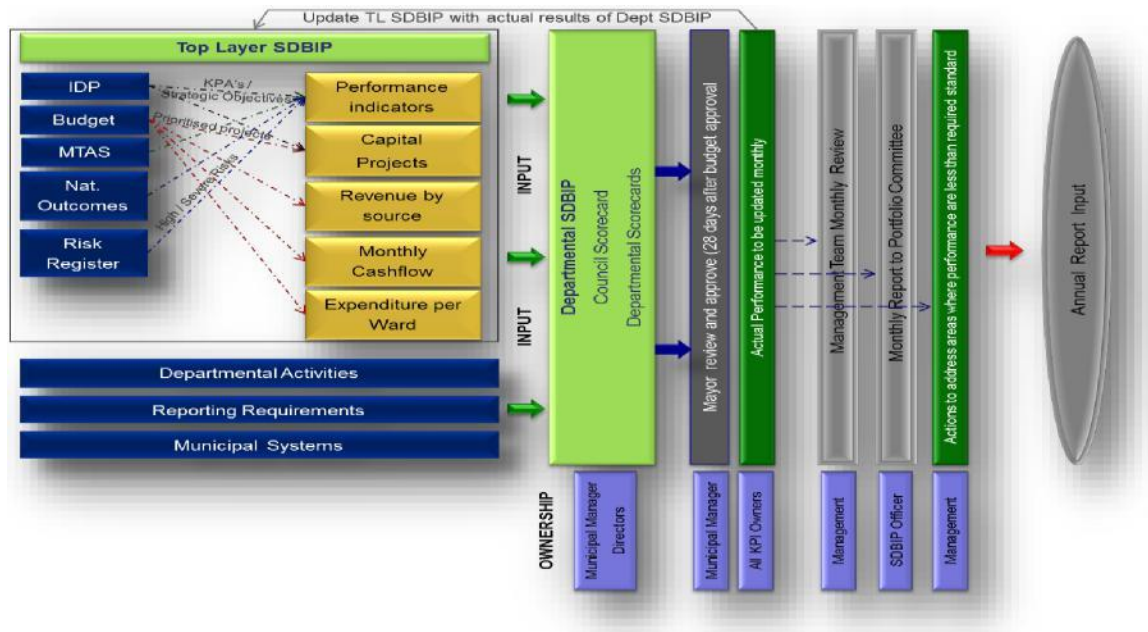 Update TL SDBIP with actual results of Dept SDBIP
Top Layer SDBIP
IDP
Budget
MTAS
Nat.
Outcomes
Risk
Register
KPA's /
Strategic Objectives
Prioritised projects
High / Severe Risks
Performance
indicators
Capital
Projects
Revenue by
source
Monthly
Cashflow
Expenditure per
Ward
Departmental Activities
Reporting Requirements
Municipal Systems
INPUT
INPUT
Departmental SDBIP
Council Scorecard
Departmental Scorecards
Mayor review and approve (28 days after budget approval
Actual Performance to be updated monthly
Management Team Monthly Review
Monthly Report to Portfolio Committee
Actions to address areas where performance are less than required standard
Annual Report Input
OWNERSHIP
Municipal Manager
Directors
Municipal Manager
All KPI Owners
Management
SDBIP Officer
Management